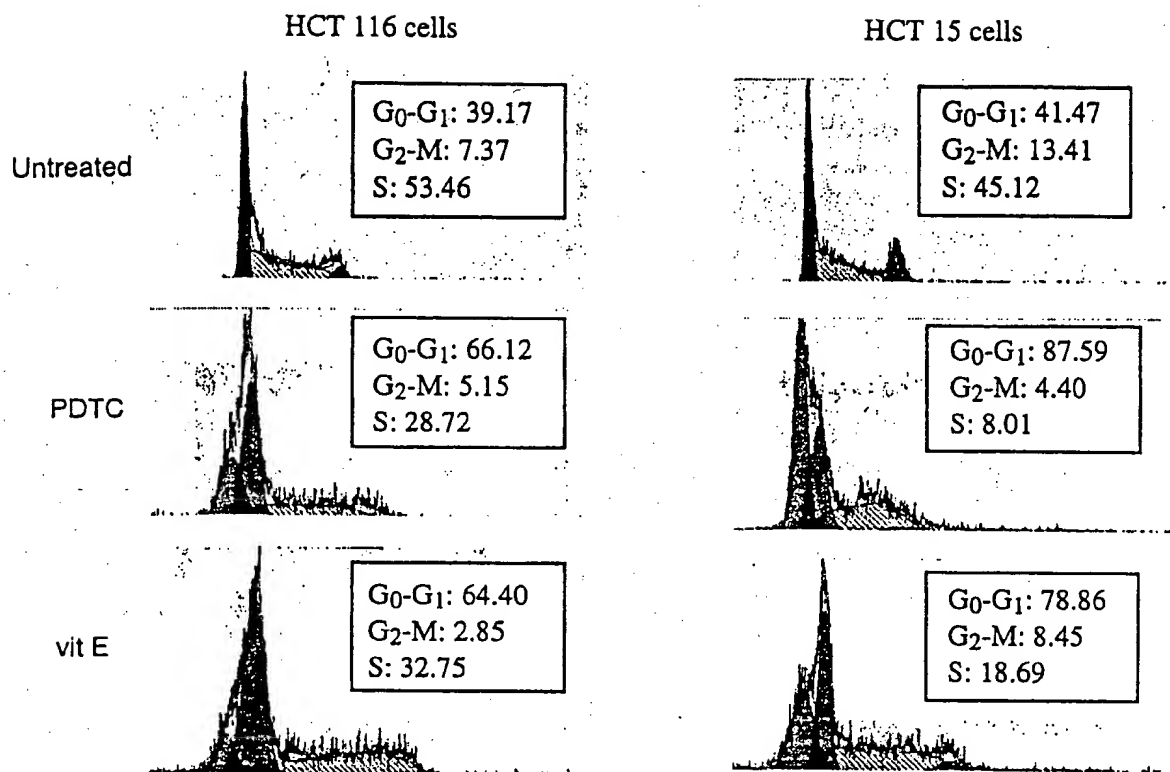 HCT 116 cells
HCT 15 cells
Untreated
G₀-G₁: 39.17
G₂-M: 7.37
S: 53.46
G₀-G₁: 41.47
G₂-M: 13.41
S: 45.12
PDTC
G₀-G₁: 66.12
G₂-M: 5.15
S: 28.72
G₀-G₁: 87.59
G₂-M: 4.40
S: 8.01
vit E
G₀-G₁: 64.40
G₂-M: 2.85
S: 32.75
G₀-G₁: 78.86
G₂-M: 8.45
S: 18.69